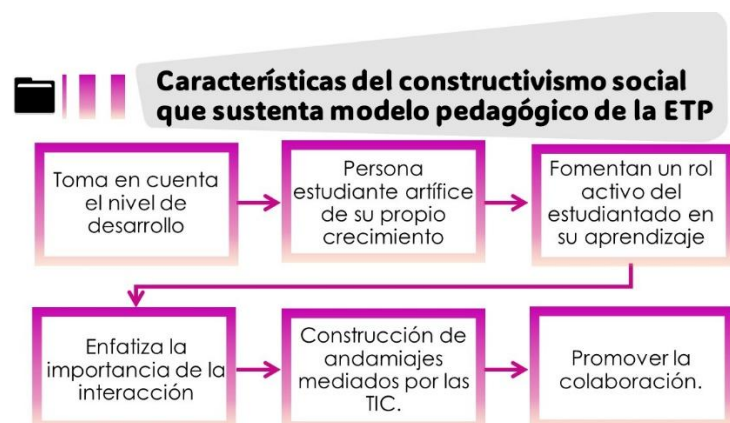 Características del constructivismo social
que sustenta modelo pedagógico de la ETP
Toma en cuenta
el nivel de
desarrollo
Persona
estudiante artífice
de su propio
crecimiento
Fomentan un rol
activo del
estudiantado en
su aprendizaje
Enfatiza la
importancia de la
interacción
Construcción de
andamiajes
mediados por las
TIC.
Promover la
colaboración.